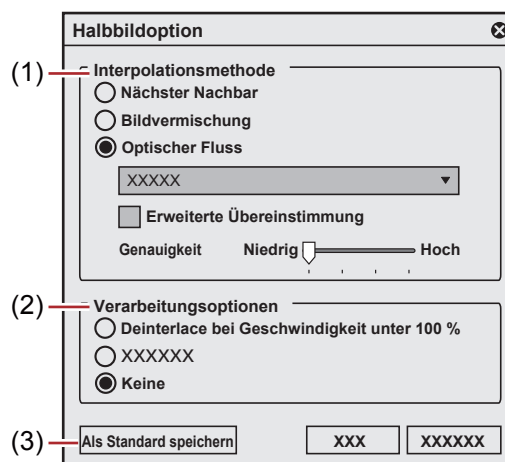 Halbbildoption
(1) Interpolationsmethode
Nächster Nachbar
Bildvermischung
Optischer Fluss
XXXXX
Erweiterte Übereinstimmung
Genauigkeit Niedrig Hoch
(2) Verarbeitungsoptionen
Deinterlace bei Geschwindigkeit unter 100 %
XXXXXX
Keine
(3) Als Standard speichern XXX XXXXXX